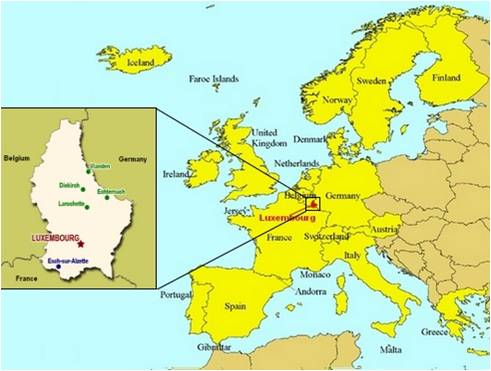 Iceland
Faroe Islands
Sweden
Finland
Norway
United
Kingdom
Denmark
Netherlands
Ireland
Belgium
Germany
Jersey
Luxembourg
France
Switzerland
Austria
Italy
Monaco
Andorra
Portugal
Spain
Gibraltar
Malta
Greece
Belgium
Germany
Vianden
Diekirch
Echternach
Larochette
LUXEMBOURG
Esch-sur-Alzette
France